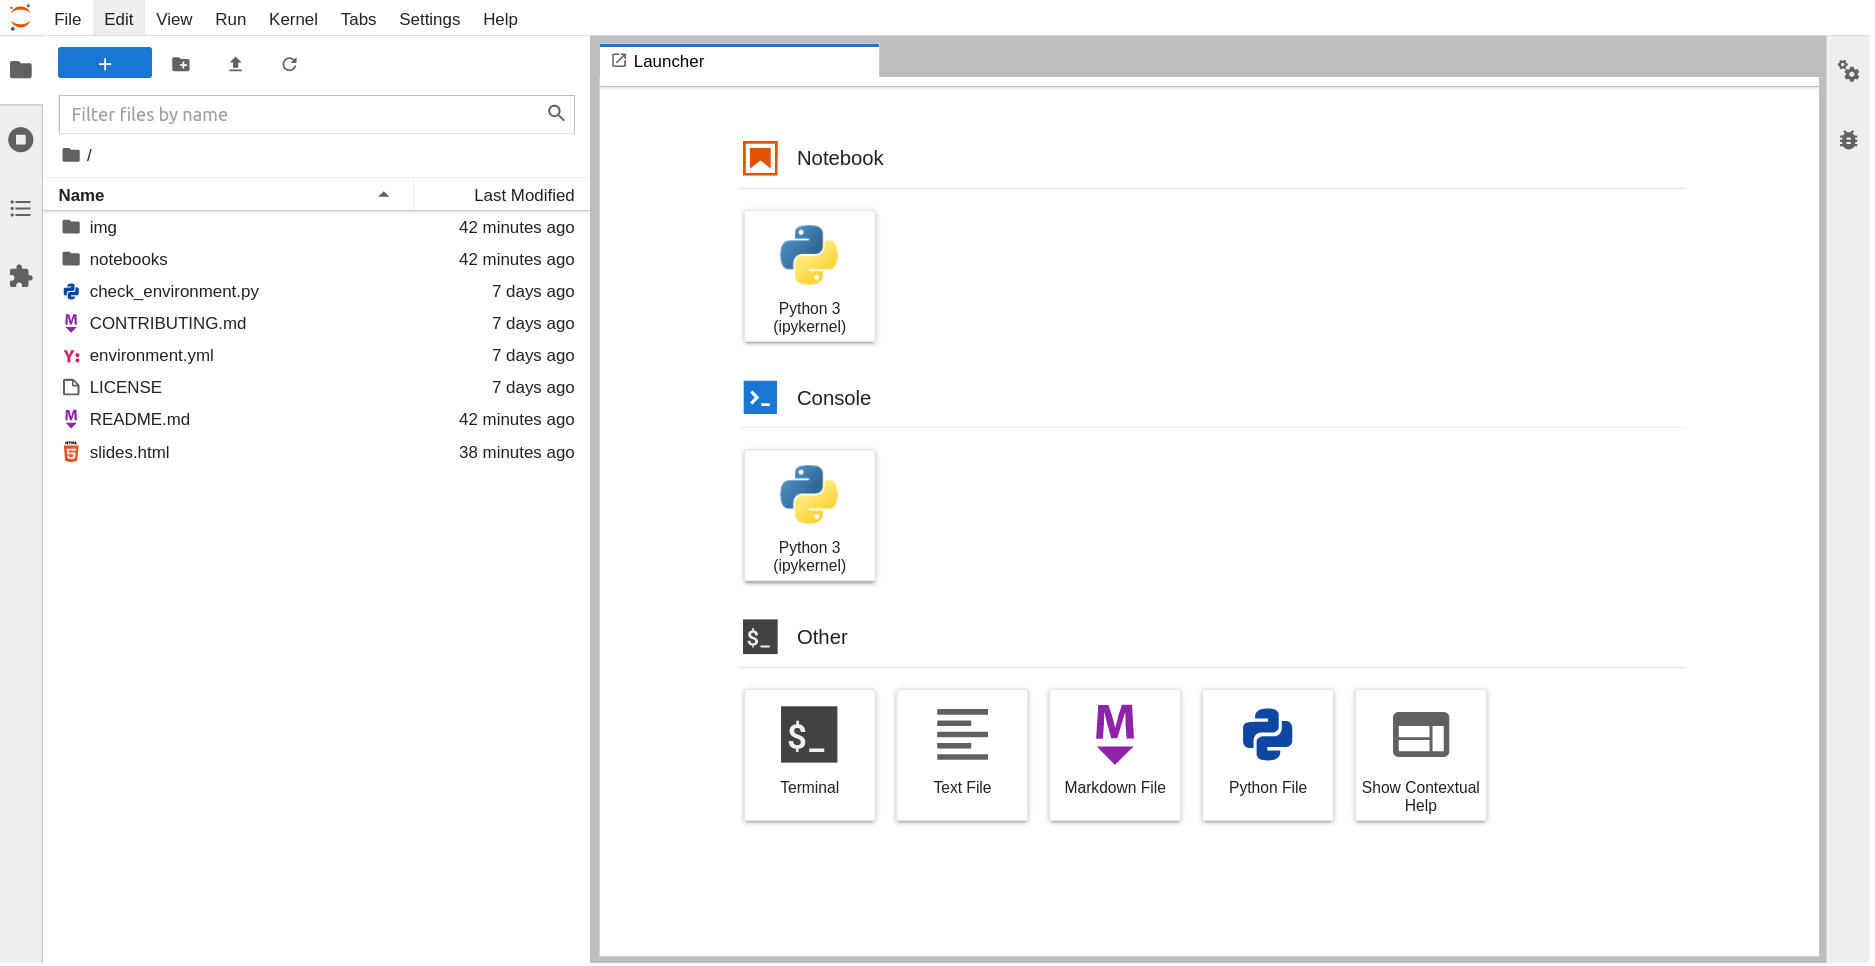 File Edit View Run Kernel Tabs Settings Help
Launcher
Filter files by name
/
Name Last Modified
img 42 minutes ago
notebooks 42 minutes ago
check_environment.py 7 days ago
CONTRIBUTING.md 7 days ago
environment.yml 7 days ago
LICENSE 7 days ago
README.md 42 minutes ago
slides.html 38 minutes ago
Notebook
Python 3
(ipykernel)
Console
Python 3
(ipykernel)
$_ Other
$_
Terminal
Text File
M
Markdown File
Python File
Show Contextual
Help